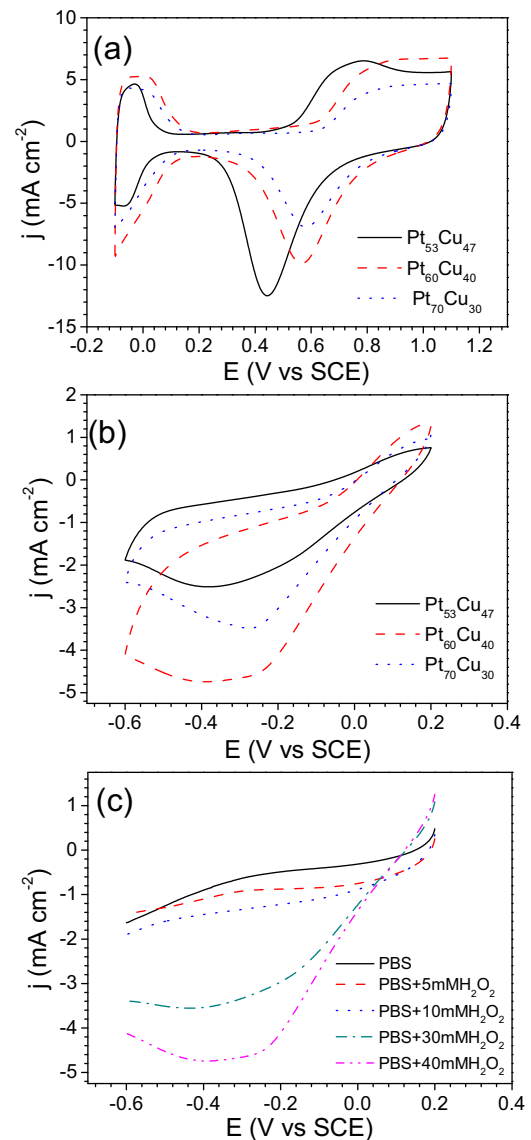 (a)
10
5
0
-5
-10
-15
j (mA cm⁻²)
Pt₅₃Cu₄₇
Pt₆₀Cu₄₀
Pt₇₀Cu₃₀
-0.2 0.0 0.2 0.4 0.6 0.8 1.0 1.2
E (V vs SCE)
(b)
2
1
0
-1
-2
-3
-4
-5
j (mA cm⁻²)
Pt₅₃Cu₄₇
Pt₆₀Cu₄₀
Pt₇₀Cu₃₀
-0.6 -0.4 -0.2 0.0 0.2 0.4
E (V vs SCE)
(c)
1
0
-1
-2
-3
-4
-5
j (mA cm⁻²)
PBS
PBS+5mMH₂O₂
PBS+10mMH₂O₂
PBS+30mMH₂O₂
PBS+40mMH₂O₂
-0.6 -0.4 -0.2 0.0 0.2 0.4
E (V vs SCE)